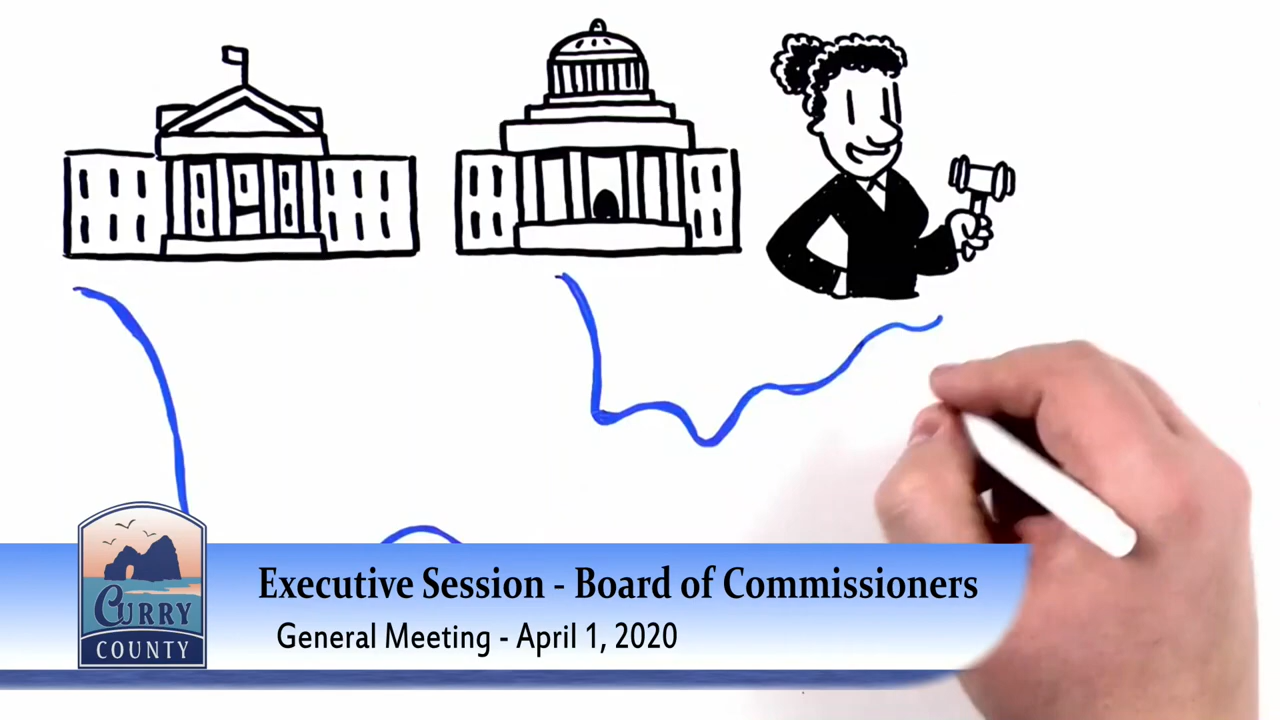 Executive Session - Board of Commissioners
General Meeting - April 1, 2020
CURRY
COUNTY